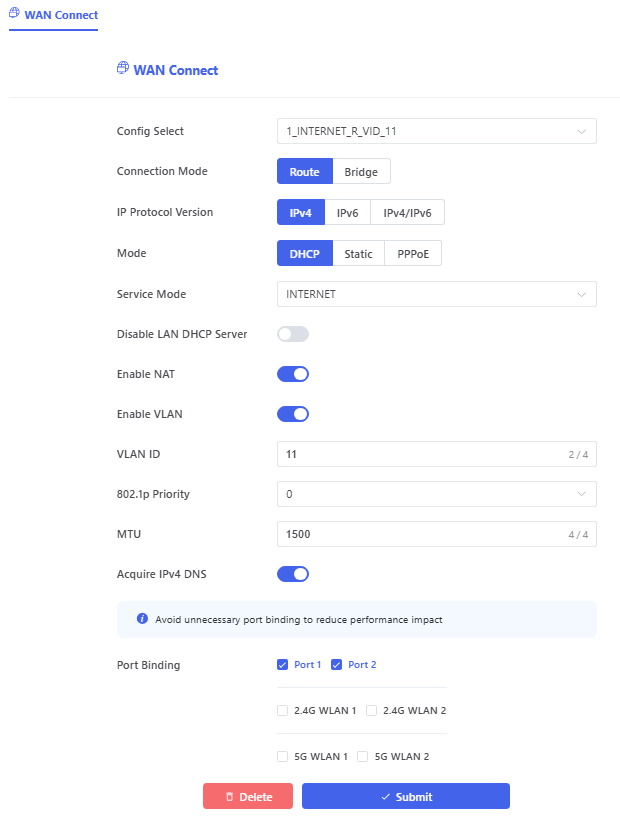 WAN Connect
WAN Connect
Config Select 1_INTERNET_R_VID_11
Connection Mode Route Bridge
IP Protocol Version IPv4 IPv6 IPv4/IPv6
Mode DHCP Static PPPoE
Service Mode INTERNET
Disable LAN DHCP Server
Enable NAT
Enable VLAN
VLAN ID 11 2 / 4
802.1p Priority 0
MTU 1500 4 / 4
Acquire IPv4 DNS
Avoid unnecessary port binding to reduce performance impact
Port Binding Port 1 Port 2
2.4G WLAN 1 2.4G WLAN 2
5G WLAN 1 5G WLAN 2
Delete Submit